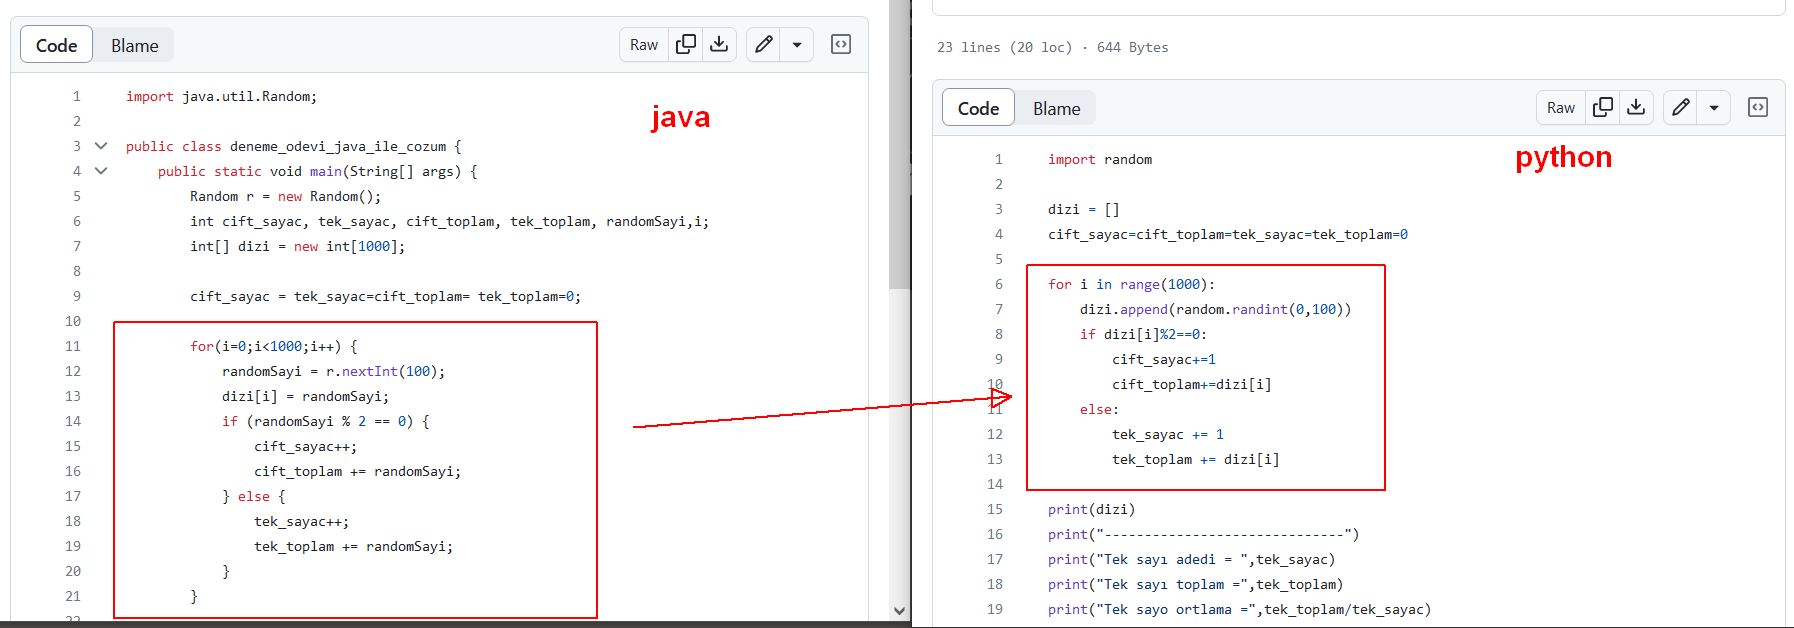 Code Blame Raw
java
1 import java.util.Random;
2
3 public class deneme_odevi_java_ile_cozum {
4 public static void main(String[] args) {
5 Random r = new Random();
6 int cift_sayac, tek_sayac, cift_toplam, tek_toplam, randomSayi,i;
7 int[] dizi = new int[1000];
8
9 cift_sayac = tek_sayac=cift_toplam= tek_toplam=0;
10
11 for(i=0;i<1000;i++) {
12 randomSayi = r.nextInt(100);
13 dizi[i] = randomSayi;
14 if (randomSayi % 2 == 0) {
15 cift_sayac++;
16 cift_toplam += randomSayi;
17 } else {
18 tek_sayac++;
19 tek_toplam += randomSayi;
20 }
21 }
22
23 lines (20 loc) · 644 Bytes
Code Blame Raw
python
1 import random
2
3 dizi = []
4 cift_sayac=cift_toplam=tek_sayac=tek_toplam=0
5
6 for i in range(1000):
7 dizi.append(random.randint(0,100))
8 if dizi[i]%2==0:
9 cift_sayac+=1
10 cift_toplam+=dizi[i]
11 else:
12 tek_sayac += 1
13 tek_toplam += dizi[i]
14
15 print(dizi)
16 print("------------------------------")
17 print("Tek sayı adedi = ",tek_sayac)
18 print("Tek sayı toplam =",tek_toplam)
19 print("Tek sayo ortlama =",tek_toplam/tek_sayac)